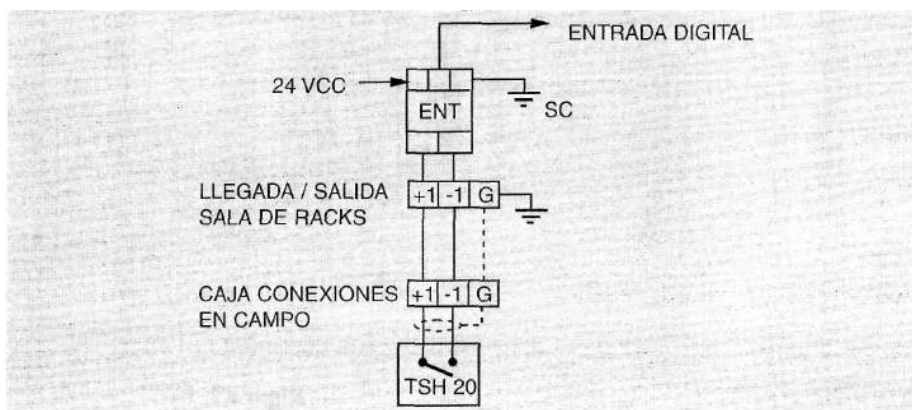 ENTRADA DIGITAL
24 VCC
ENT
SC
LLEGADA / SALIDA
SALA DE RACKS
+1 -1 G
CAJA CONEXIONES
EN CAMPO
+1 -1 G
TSH 20